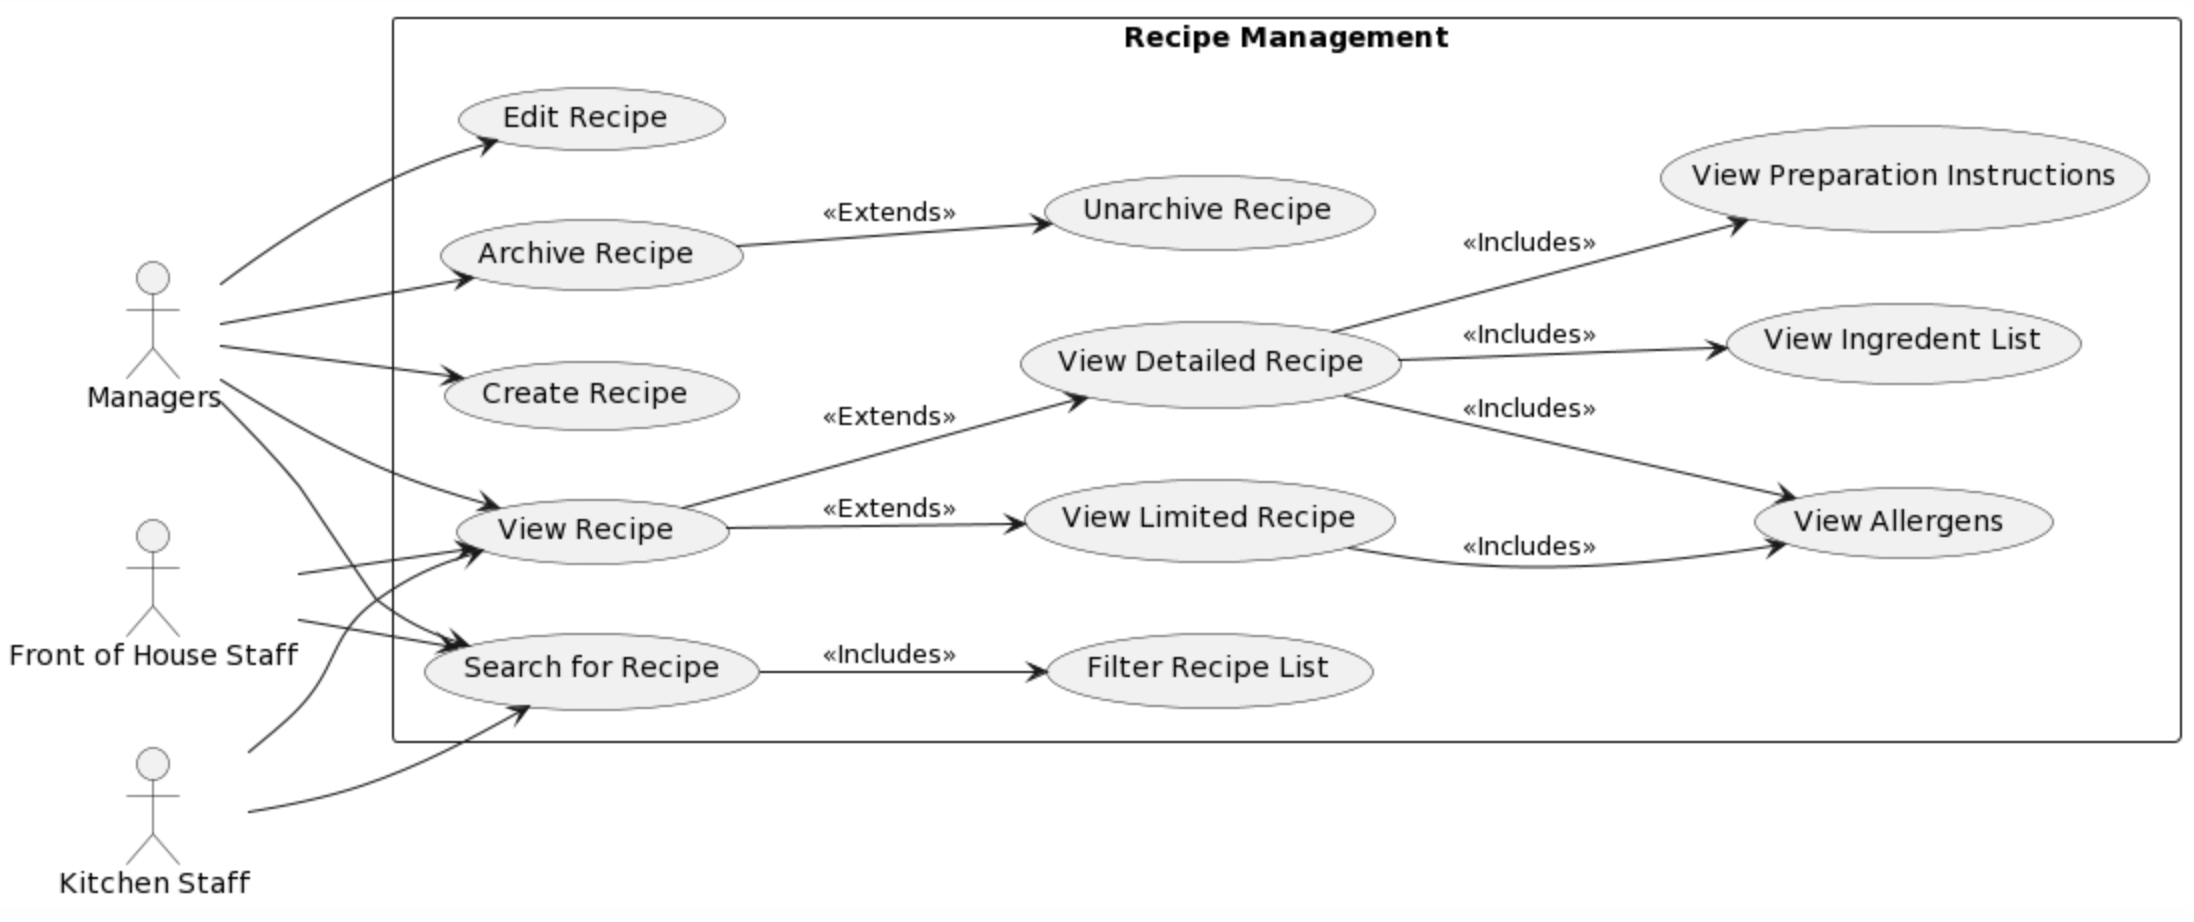 Recipe Management
Edit Recipe
Archive Recipe
«Extends»
Unarchive Recipe
View Preparation Instructions
«Includes»
Managers
Create Recipe
View Detailed Recipe
«Includes»
View Ingredent List
«Extends»
«Includes»
View Recipe
«Extends»
View Limited Recipe
«Includes»
View Allergens
Front of House Staff
Search for Recipe
«Includes»
Filter Recipe List
Kitchen Staff